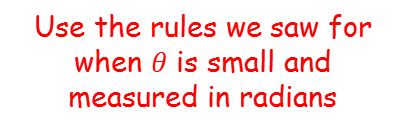 Use the rules we saw for
when θ is small and
measured in radians